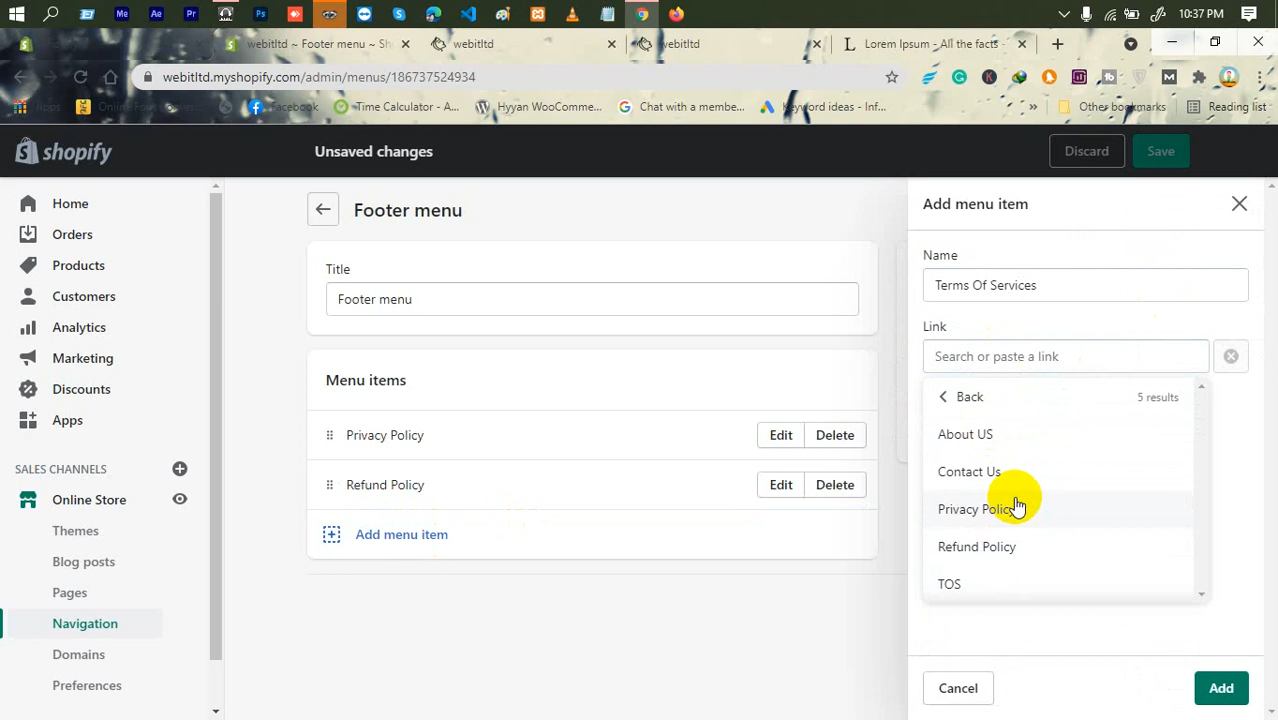 10:37 PM
webitltd ~ Footer menu ~ Sh
webitltd
webitltd
Lorem Ipsum - All the facts
webitltd.myshopify.com/admin/menus/186737524934
Apps
Facebook
Time Calculator - A...
Hyyan WooComme...
Chat with a membe...
Keyword ideas - Inf...
Other bookmarks
Reading list
shopify
Unsaved changes
Discard
Save
Home
Orders
Products
Customers
Analytics
Marketing
Discounts
Apps
SALES CHANNELS
Online Store
Themes
Blog posts
Pages
Navigation
Domains
Preferences
Footer menu
Title
Footer menu
Menu items
Privacy Policy
Edit
Delete
Refund Policy
Edit
Delete
Add menu item
Add menu item
Name
Terms Of Services
Link
Search or paste a link
Back
5 results
About US
Contact Us
Privacy Policy
Refund Policy
TOS
Cancel
Add